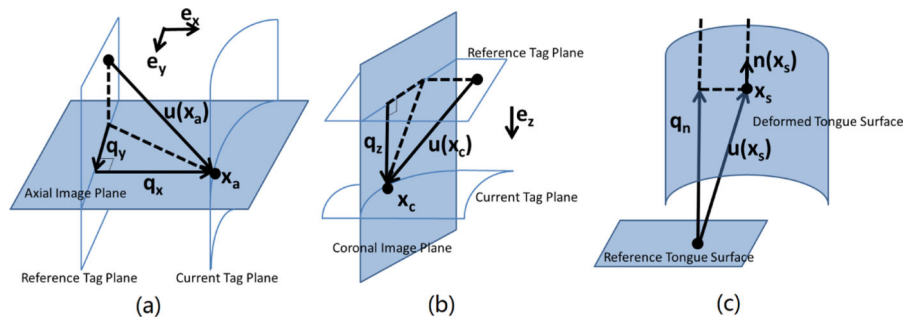 e_x
e_y
u(x_a)
q_y
q_x
x_a
Axial Image Plane
Reference Tag Plane
Current Tag Plane
(a)
Reference Tag Plane
e_z
q_z
u(x_c)
x_c
Current Tag Plane
Coronal Image Plane
(b)
n(x_s)
x_s
Deformed Tongue Surface
q_n
u(x_s)
Reference Tongue Surface
(c)